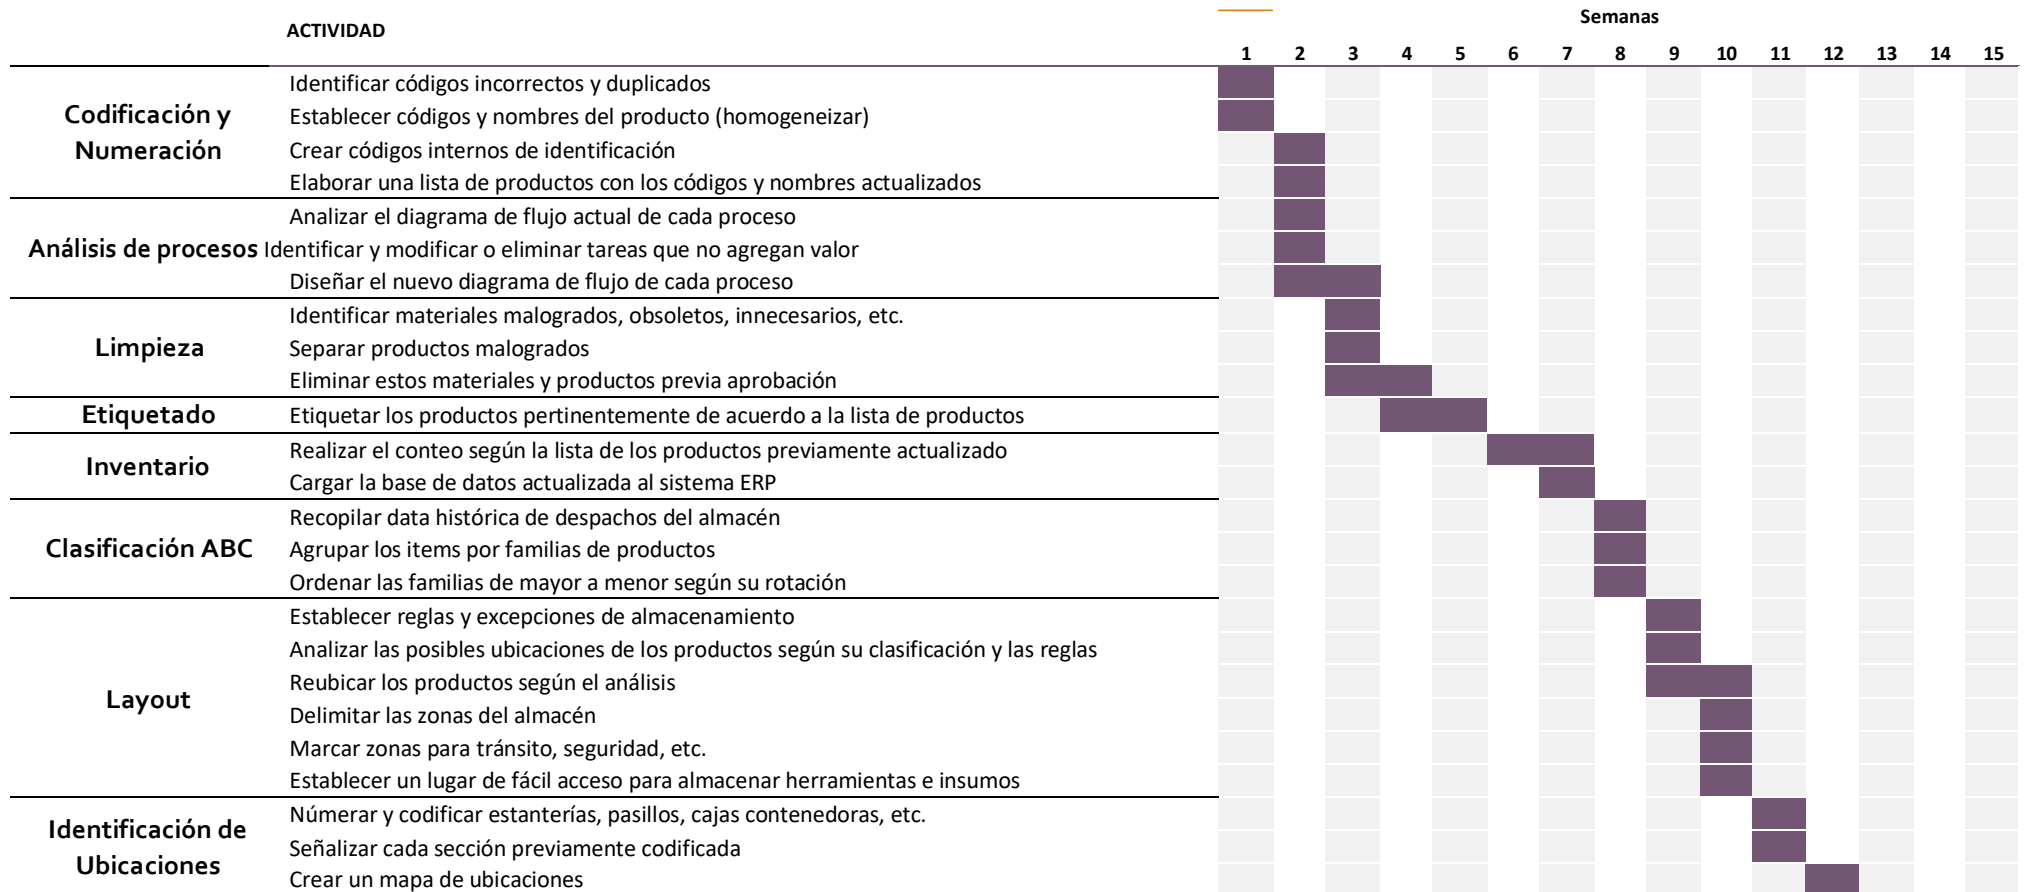 Semanas
ACTIVIDAD
1 2 3 4 5 6 7 8 9 10 11 12 13 14 15
Codificación y
Numeración
Identificar códigos incorrectos y duplicados
Establecer códigos y nombres del producto (homogeneizar)
Crear códigos internos de identificación
Elaborar una lista de productos con los códigos y nombres actualizados
Análisis de procesos
Analizar el diagrama de flujo actual de cada proceso
Identificar y modificar o eliminar tareas que no agregan valor
Diseñar el nuevo diagrama de flujo de cada proceso
Limpieza
Identificar materiales malogrados, obsoletos, innecesarios, etc.
Separar productos malogrados
Eliminar estos materiales y productos previa aprobación
Etiquetado
Etiquetar los productos pertinentemente de acuerdo a la lista de productos
Inventario
Realizar el conteo según la lista de los productos previamente actualizado
Cargar la base de datos actualizada al sistema ERP
Clasificación ABC
Recopilar data histórica de despachos del almacén
Agrupar los items por familias de productos
Ordenar las familias de mayor a menor según su rotación
Layout
Establecer reglas y excepciones de almacenamiento
Analizar las posibles ubicaciones de los productos según su clasificación y las reglas
Reubicar los productos según el análisis
Delimitar las zonas del almacén
Marcar zonas para tránsito, seguridad, etc.
Establecer un lugar de fácil acceso para almacenar herramientas e insumos
Identificación de
Ubicaciones
Númerar y codificar estanterías, pasillos, cajas contenedoras, etc.
Señalizar cada sección previamente codificada
Crear un mapa de ubicaciones